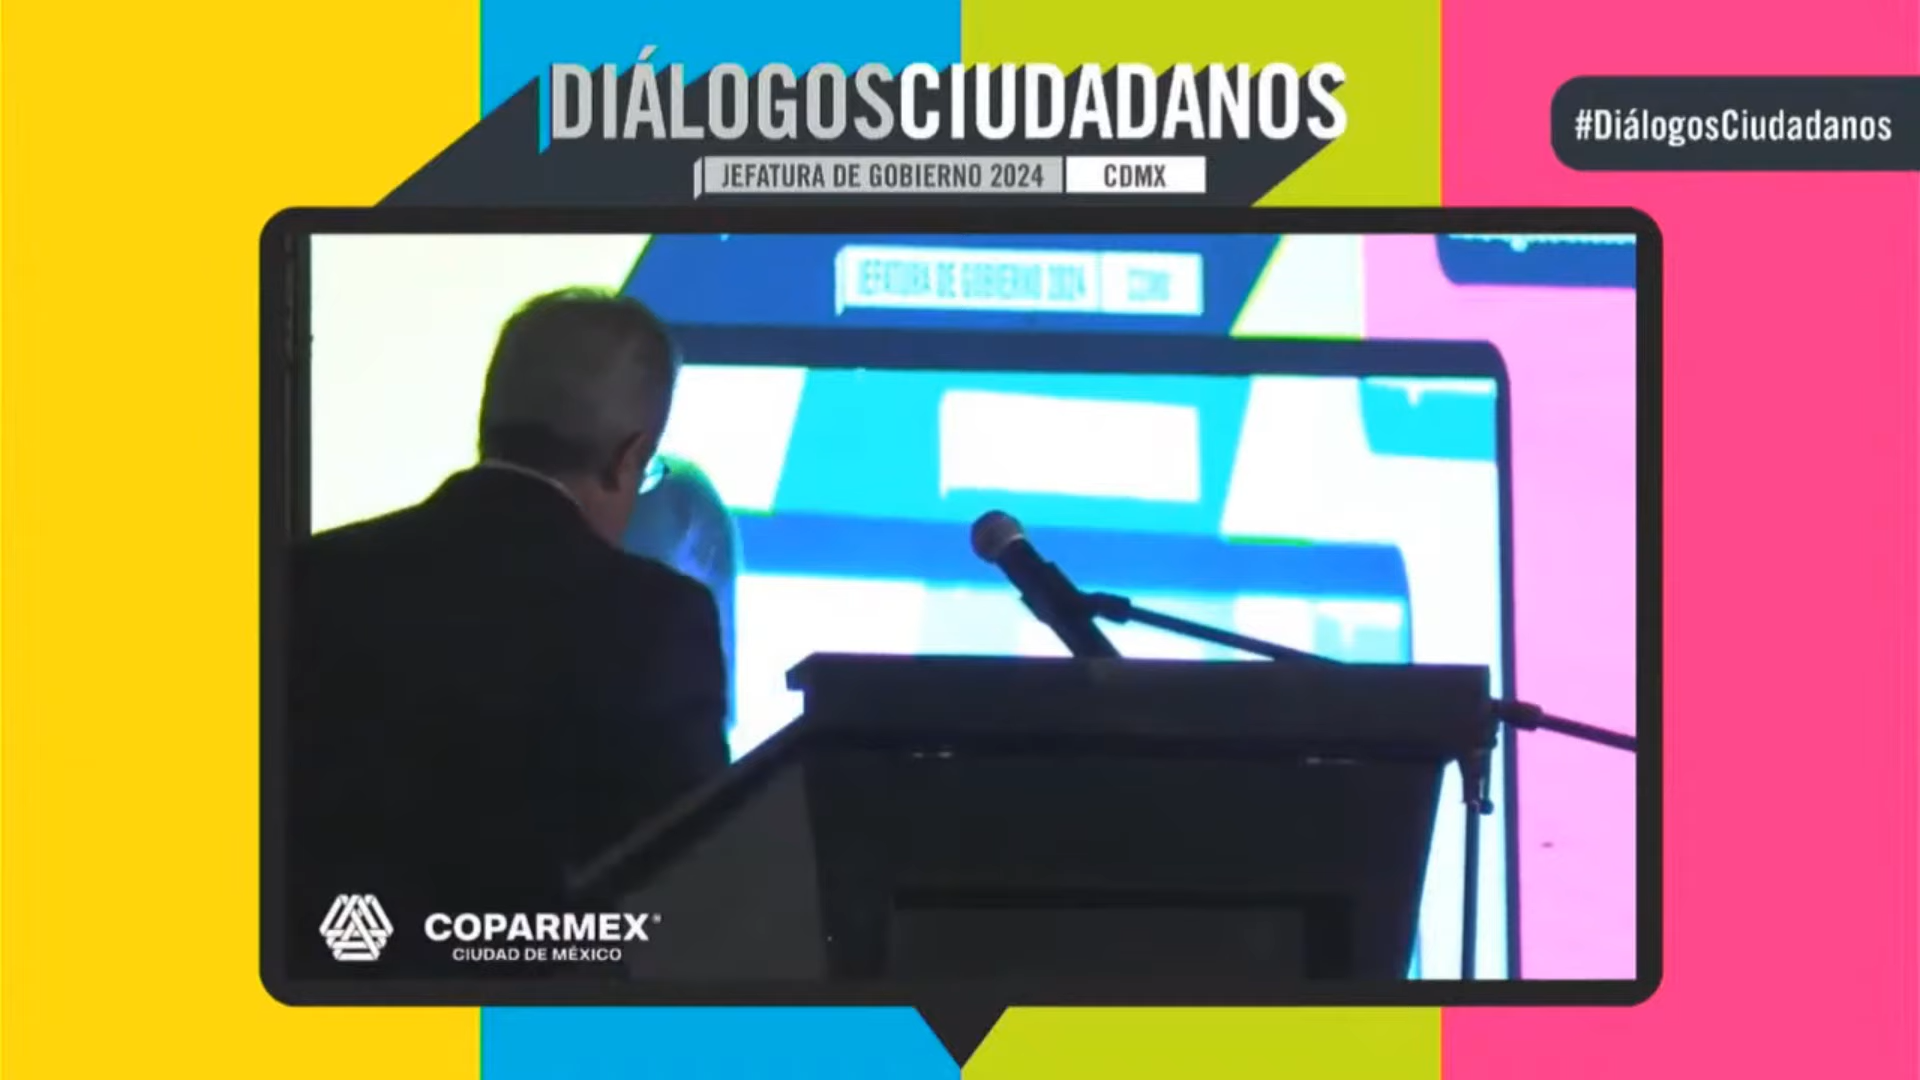 DIÁLOGOSCIUDADANOS
JEFATURA DE GOBIERNO 2024 CDMX
#DiálogosCiudadanos
JEFATURA DE GOBIERNO 2024 CDMX
COPARMEX®
CIUDAD DE MÉXICO